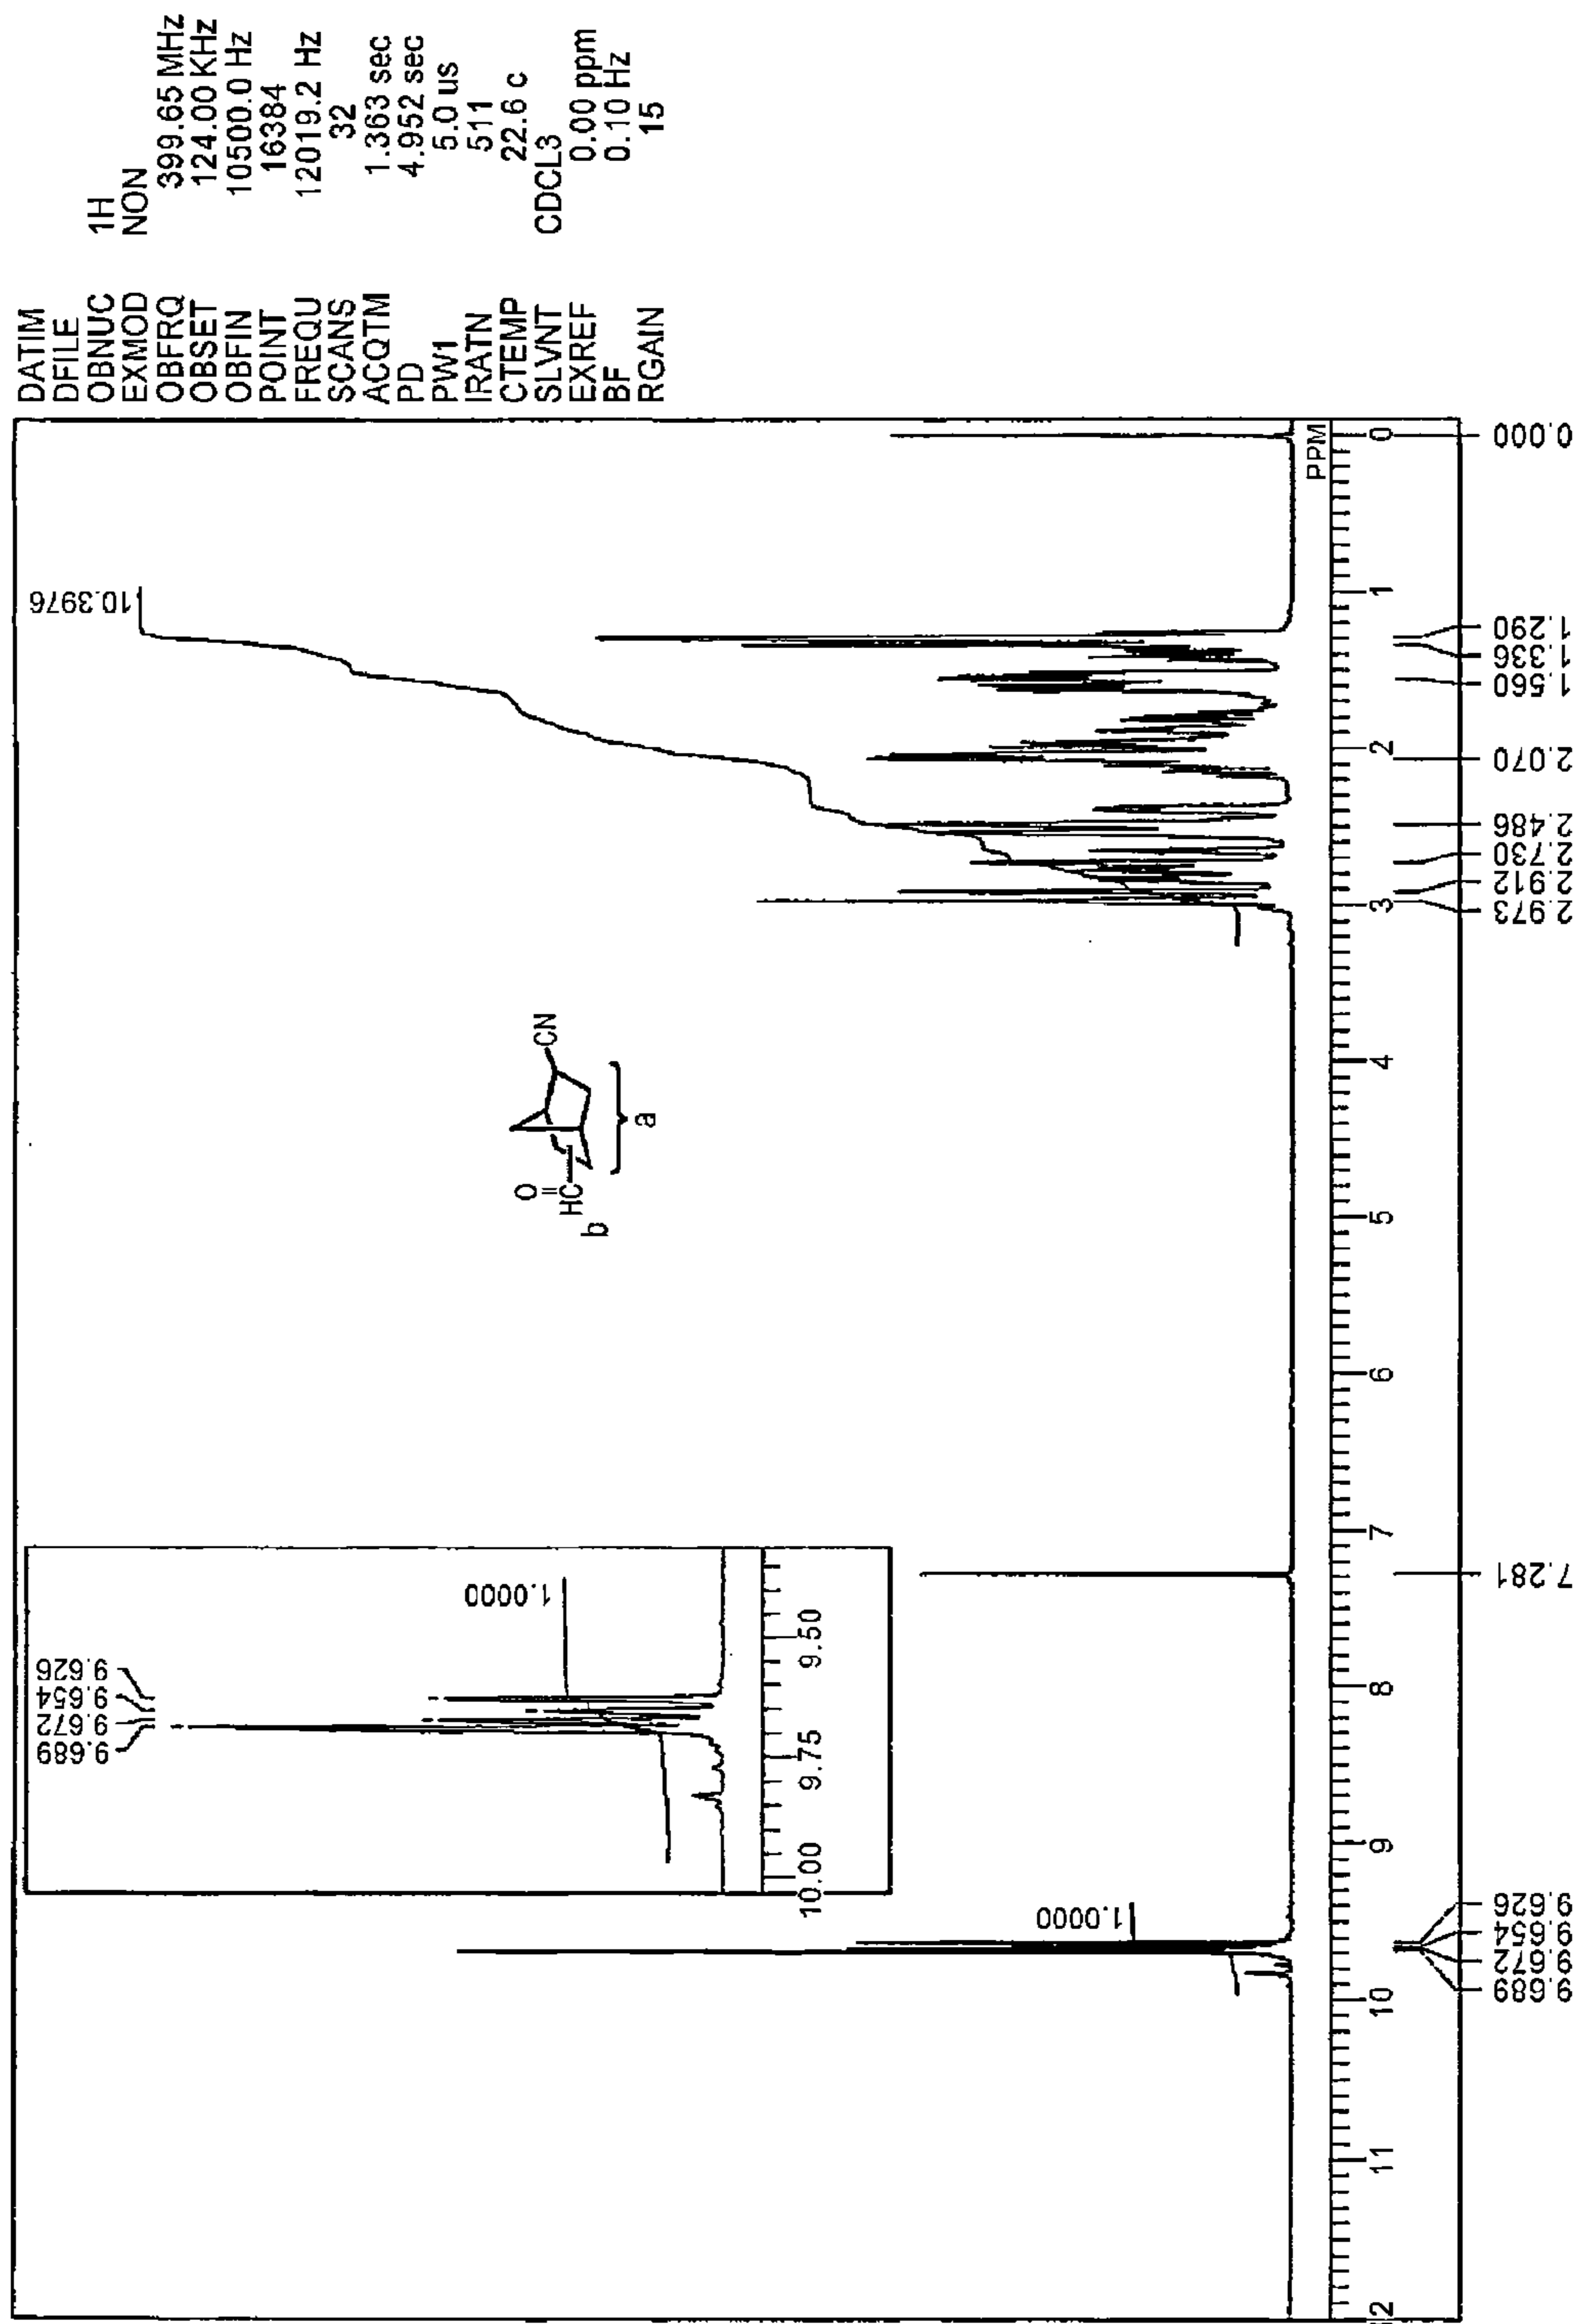 DATIM
DFILE
OBNUC 1H
EXMOD NON
OBFRQ 399.65 MHz
OBSET 124.00 KHz
OBFIN 10500.0 Hz
POINT 16384
FREQU 12019.2 Hz
SCANS 32
ACQTM 1.363 sec
PD 4.952 sec
PW1 5.0 us
IRATN 511
CTEMP 22.6 c
SLVNT CDCL3
EXREF 0.00 ppm
BF 0.10 Hz
RGAIN 15
9.689
9.672
9.654
9.626
1.0000
10.00
9.75
9.50
10.3976
1.0000
O
HC
b
CN
a
PPM
12
11
10
9
8
7
6
5
4
3
2
1
0
9.689
9.672
9.654
9.626
7.281
2.973
2.912
2.730
2.486
2.070
1.560
1.336
1.290
0.000